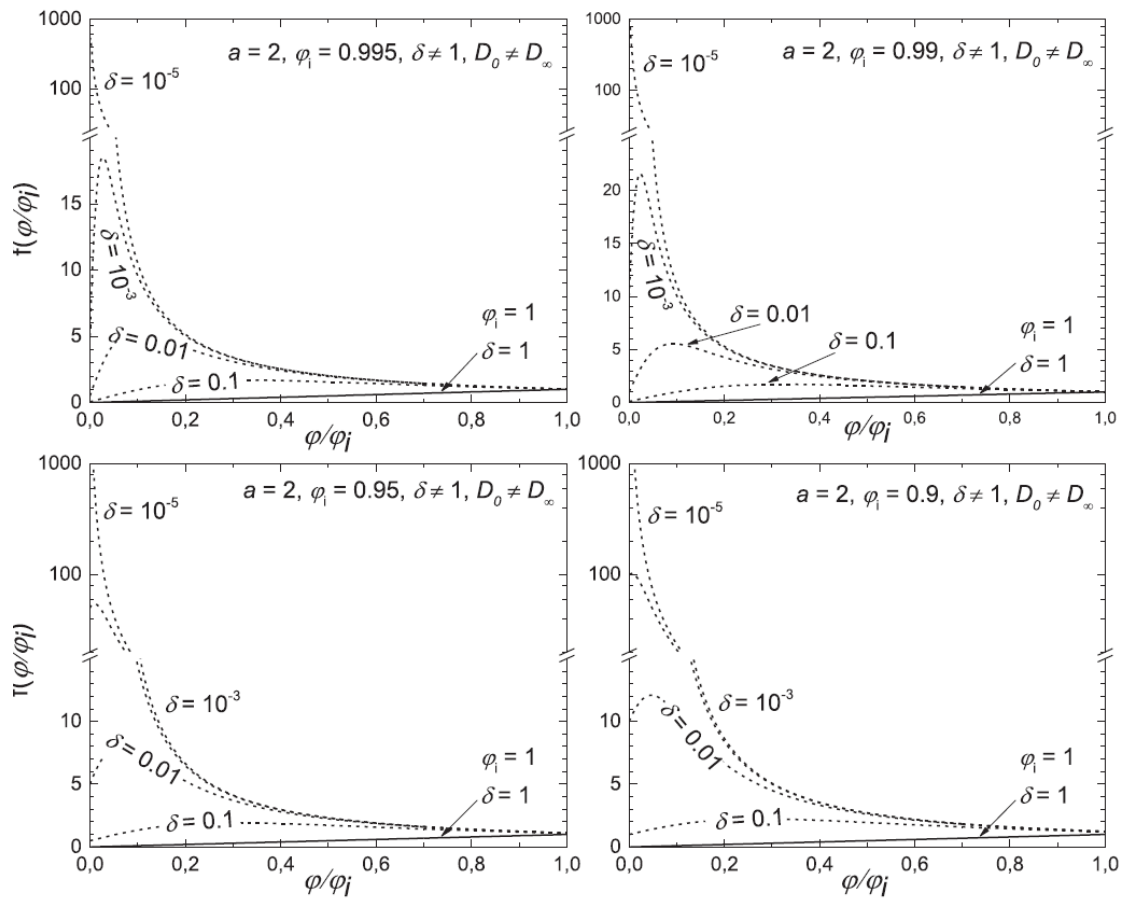 1000
100
15
10
5
0
f(φ/φi)
a = 2, φi = 0.995, δ ≠ 1, D0 ≠ D∞
δ = 10-5
δ = 10-3
δ = 0.01
δ = 0.1
φi = 1
δ = 1
0,0 0,2 0,4 0,6 0,8 1,0
φ/φi
1000
100
20
15
10
5
0
a = 2, φi = 0.99, δ ≠ 1, D0 ≠ D∞
δ = 10-5
δ = 10-3
δ = 0.01
δ = 0.1
φi = 1
δ = 1
0,0 0,2 0,4 0,6 0,8 1,0
φ/φi
1000
100
10
5
0
f(φ/φi)
a = 2, φi = 0.95, δ ≠ 1, D0 ≠ D∞
δ = 10-5
δ = 10-3
δ = 0.01
δ = 0.1
φi = 1
δ = 1
0,0 0,2 0,4 0,6 0,8 1,0
φ/φi
1000
100
10
5
0
a = 2, φi = 0.9, δ ≠ 1, D0 ≠ D∞
δ = 10-5
δ = 10-3
δ = 0.01
δ = 0.1
φi = 1
δ = 1
0,0 0,2 0,4 0,6 0,8 1,0
φ/φi